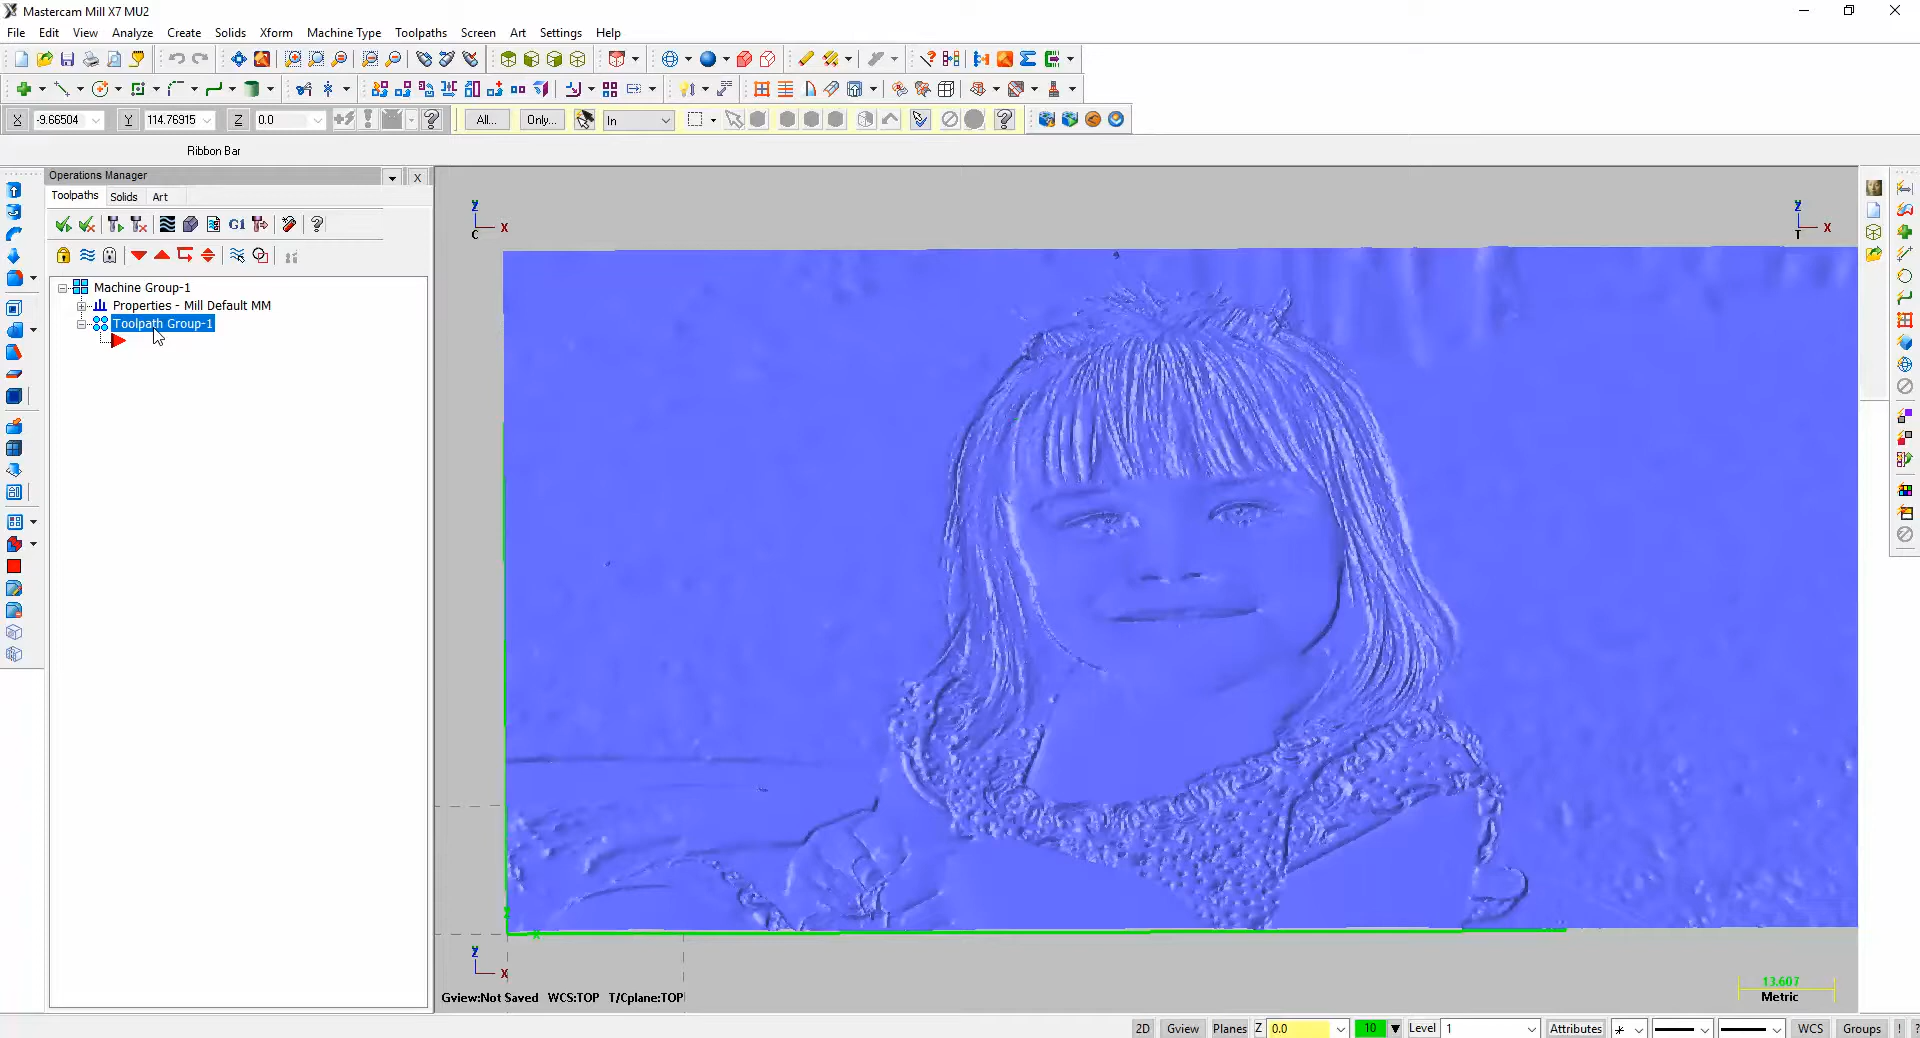 Mastercam Mill X7 MU2
File Edit View Analyze Create Solids Xform Machine Type Toolpaths Screen Art Settings Help
X -9.66504 Y 114.76915 Z 0.0 All... Only... In
Ribbon Bar
Operations Manager X
Toolpaths Solids Art
G1
Machine Group-1
Properties - Mill Default MM
Toolpath Group-1
Z X C
Z X T
X
Y X
13.607
Metric
Gview:Not Saved WCS:TOP T/Cplane:TOP
2D Gview Planes Z 0.0 10 Level 1 Attributes WCS Groups ! ?